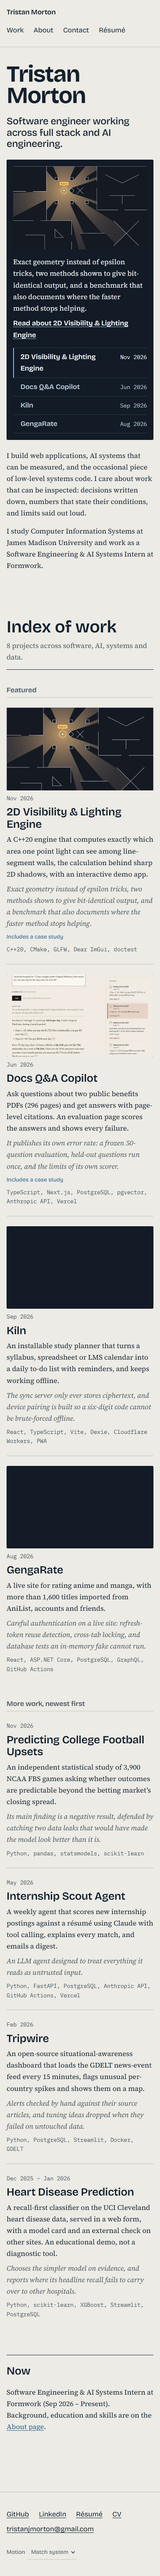 Tristan Morton
Work About Contact Résumé
Tristan
Morton
Software engineer working
across full stack and AI
engineering.
Exact geometry instead of epsilon
tricks, two methods shown to give bit-
identical output, and a benchmark that
also documents where the faster
method stops helping.
Read about 2D Visibility & Lighting
Engine
2D Visibility & Lighting
Engine
Nov 2026
Docs Q&A Copilot Jun 2026
Kiln Sep 2026
GengaRate Aug 2026
I build web applications, AI systems that
can be measured, and the occasional piece
of low-level systems code. I care about work
that can be inspected: decisions written
down, numbers that state their conditions,
and limits said out loud.
I study Computer Information Systems at
James Madison University and work as a
Software Engineering & AI Systems Intern at
Formwork.
Index of work
8 projects across software, AI, systems and
data.
Featured
Nov 2026
2D Visibility & Lighting
Engine
A C++20 engine that computes exactly which
area one point light can see among line-
segment walls, the calculation behind sharp
2D shadows, with an interactive demo app.
Exact geometry instead of epsilon tricks, two
methods shown to give bit-identical output, and
a benchmark that also documents where the
faster method stops helping.
Includes a case study
C++20, CMake, GLFW, Dear ImGui, doctest
Jun 2026
Docs Q&A Copilot
Ask questions about two public benefits
PDFs (296 pages) and get answers with page-
level citations. An evaluation page scores
the answers and shows every failure.
It publishes its own error rate: a frozen 50-
question evaluation, held-out questions run
once, and the limits of its own scorer.
Includes a case study
TypeScript, Next.js, PostgreSQL, pgvector,
Anthropic API, Vercel
Sep 2026
Kiln
An installable study planner that turns a
syllabus, spreadsheet or LMS calendar into
a daily to-do list with reminders, and keeps
working offline.
The sync server only ever stores ciphertext, and
device pairing is built so a six-digit code cannot
be brute-forced offline.
React, TypeScript, Vite, Dexie, Cloudflare
Workers, PWA
Aug 2026
GengaRate
A live site for rating anime and manga, with
more than 1,600 titles imported from
AniList, accounts and friends.
Careful authentication on a live site: refresh-
token reuse detection, cross-tab locking, and
database tests an in-memory fake cannot run.
React, ASP.NET Core, PostgreSQL, GraphQL,
GitHub Actions
More work, newest first
Nov 2026
Predicting College Football
Upsets
An independent statistical study of 3,900
NCAA FBS games asking whether outcomes
are predictable beyond the betting market's
closing spread.
Its main finding is a negative result, defended by
catching two data leaks that would have made
the model look better than it is.
Python, pandas, statsmodels, scikit-learn
May 2026
Internship Scout Agent
A weekly agent that scores new internship
postings against a résumé using Claude with
tool calling, explains every match, and
emails a digest.
An LLM agent designed to treat everything it
reads as untrusted input.
Python, FastAPI, PostgreSQL, Anthropic API,
GitHub Actions, Vercel
Feb 2026
Tripwire
An open-source situational-awareness
dashboard that loads the GDELT news-event
feed every 15 minutes, flags unusual per-
country spikes and shows them on a map.
Alerts checked by hand against their source
articles, and tuning ideas dropped when they
failed on untouched data.
Python, PostgreSQL, Streamlit, Docker,
GDELT
Dec 2025 – Jan 2026
Heart Disease Prediction
A recall-first classifier on the UCI Cleveland
heart disease data, served in a web form,
with a model card and an external check on
other sites. An educational demo, not a
diagnostic tool.
Chooses the simpler model on evidence, and
reports where its headline recall fails to carry
over to other hospitals.
Python, scikit-learn, XGBoost, Streamlit,
PostgreSQL
Now
Software Engineering & AI Systems Intern at
Formwork (Sep 2026 – Present).
Background, education and skills are on the
About page.
GitHub LinkedIn Résumé CV
tristanjmorton@gmail.com
Motion Match system